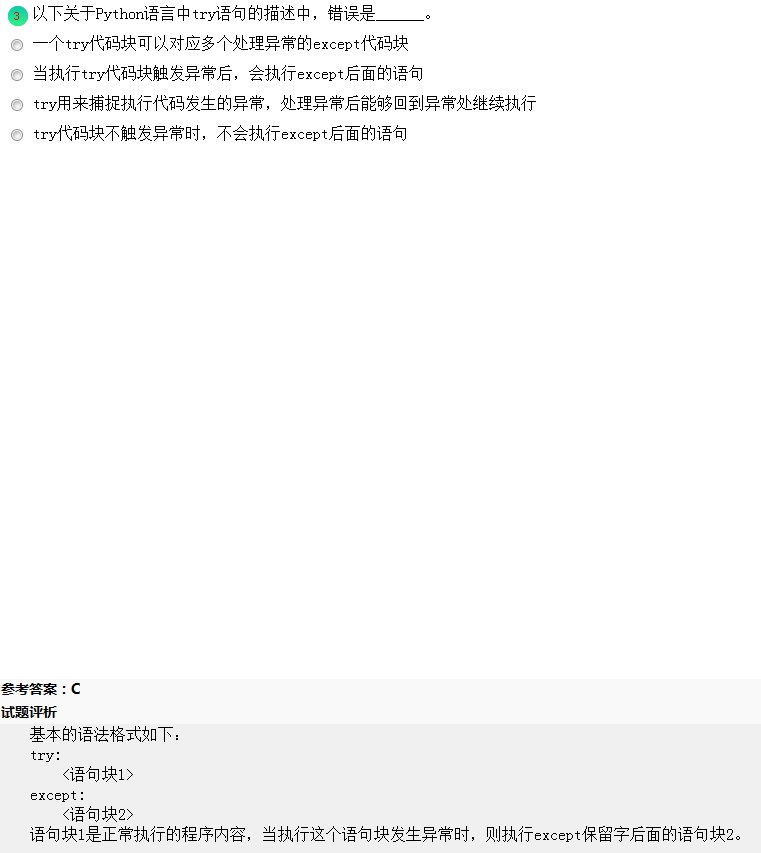 3 以下关于Python语言中try语句的描述中，错误是______。
一个try代码块可以对应多个处理异常的except代码块
当执行try代码块触发异常后，会执行except后面的语句
try用来捕捉执行代码发生的异常，处理异常后能够回到异常处继续执行
try代码块不触发异常时，不会执行except后面的语句
参考答案：C
试题评析
基本的语法格式如下：
try:
<语句块1>
except:
<语句块2>
语句块1是正常执行的程序内容，当执行这个语句块发生异常时，则执行except保留字后面的语句块2。